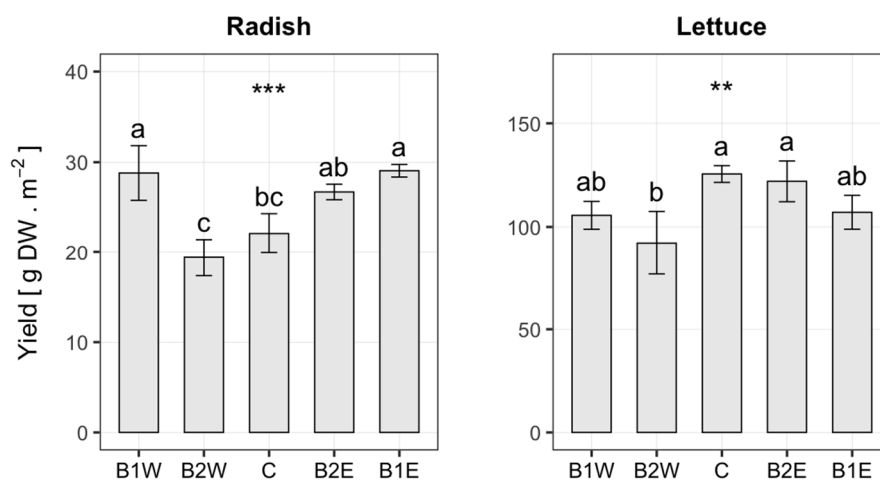 Radish
Lettuce
Yield [ g DW . m⁻² ]
40
30
20
10
0
***
a
c
bc
ab
a
B1W B2W C B2E B1E
150
100
50
0
**
ab
b
a
a
ab
B1W B2W C B2E B1E